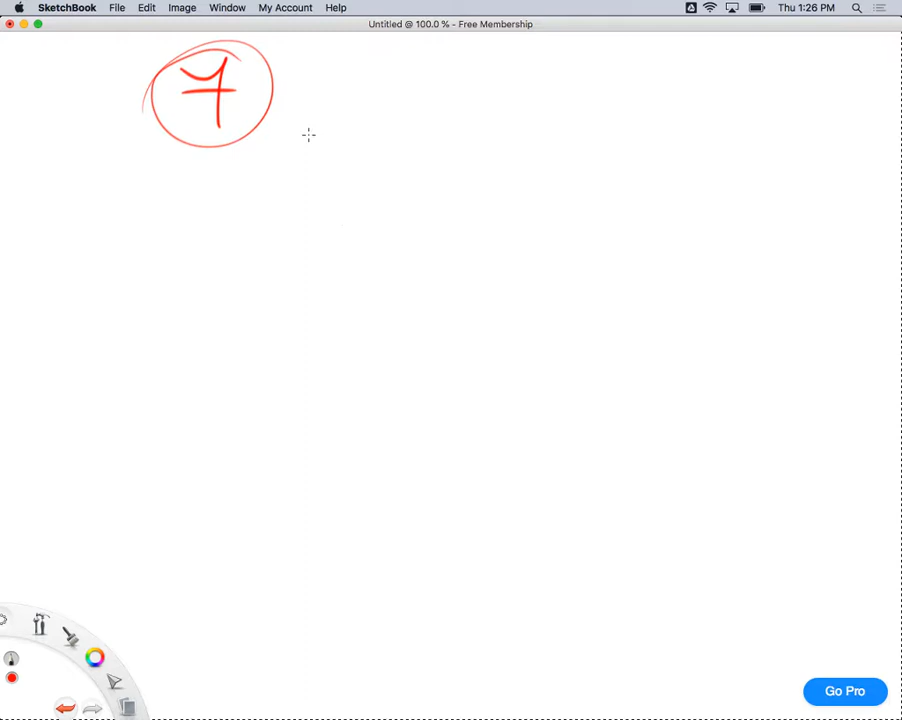 SketchBook File Edit Image Window My Account Help Thu 1:26 PM
Untitled @ 100.0 % - Free Membership
7
Go Pro